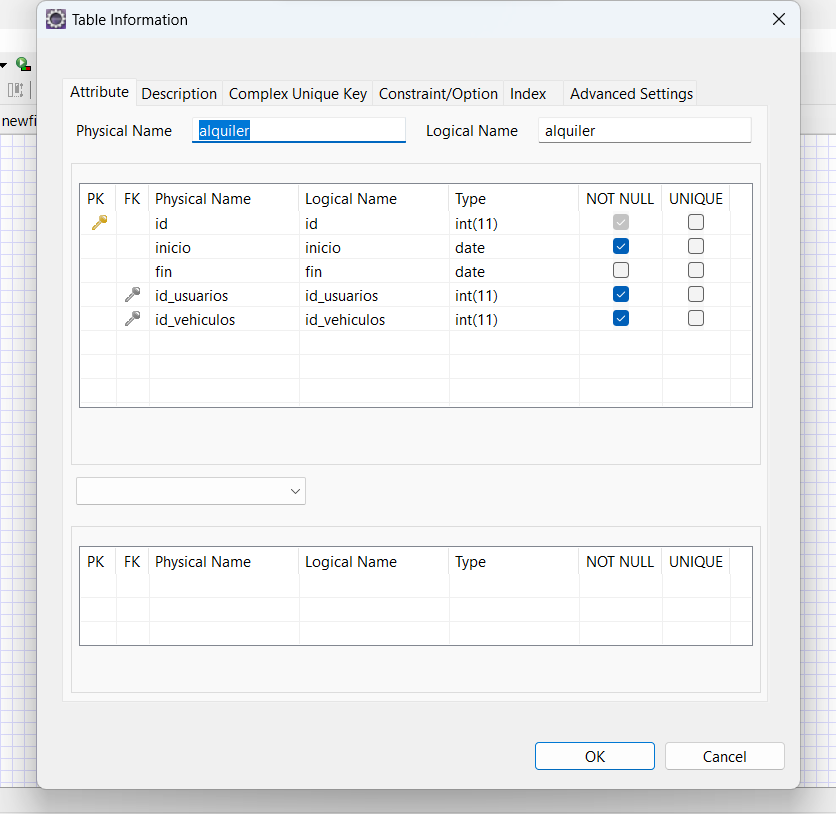 Table Information
newfi
Attribute Description Complex Unique Key Constraint/Option Index Advanced Settings
Physical Name alquiler Logical Name alquiler
PK FK Physical Name Logical Name Type NOT NULL UNIQUE
id id int(11)
inicio inicio date
fin fin date
id_usuarios id_usuarios int(11)
id_vehiculos id_vehiculos int(11)
PK FK Physical Name Logical Name Type NOT NULL UNIQUE
OK Cancel